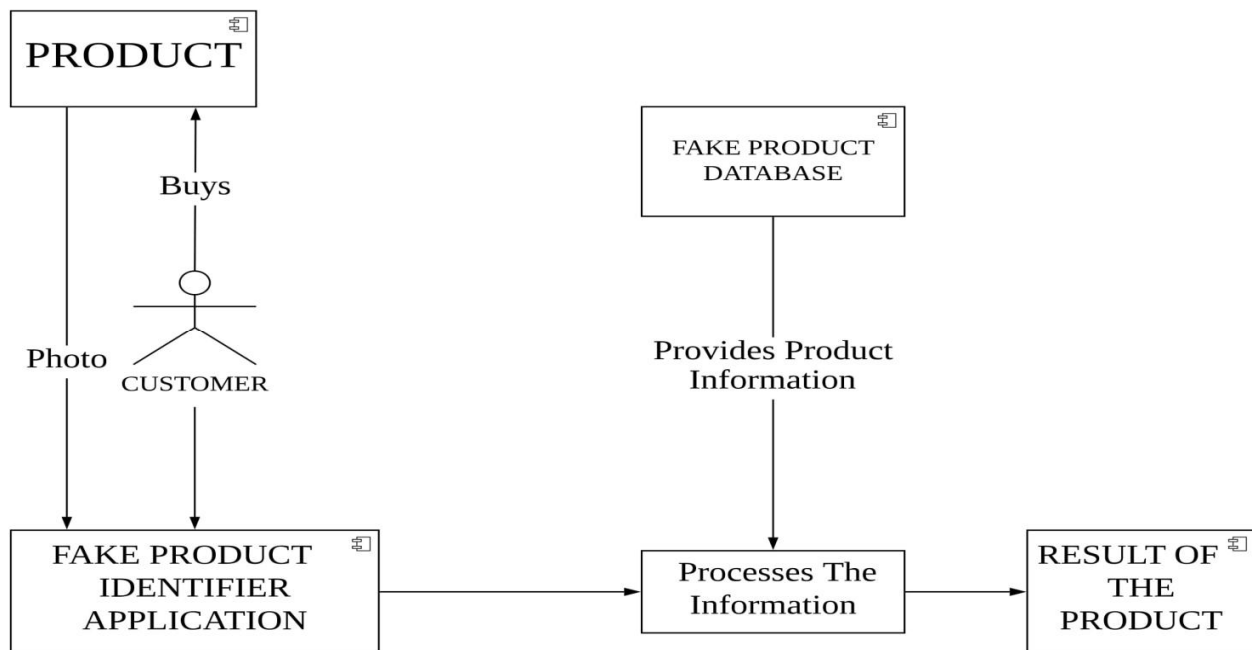 PRODUCT
Buys
FAKE PRODUCT
DATABASE
Photo
CUSTOMER
Provides Product
Information
FAKE PRODUCT
IDENTIFIER
APPLICATION
Processes The
Information
RESULT OF
THE
PRODUCT